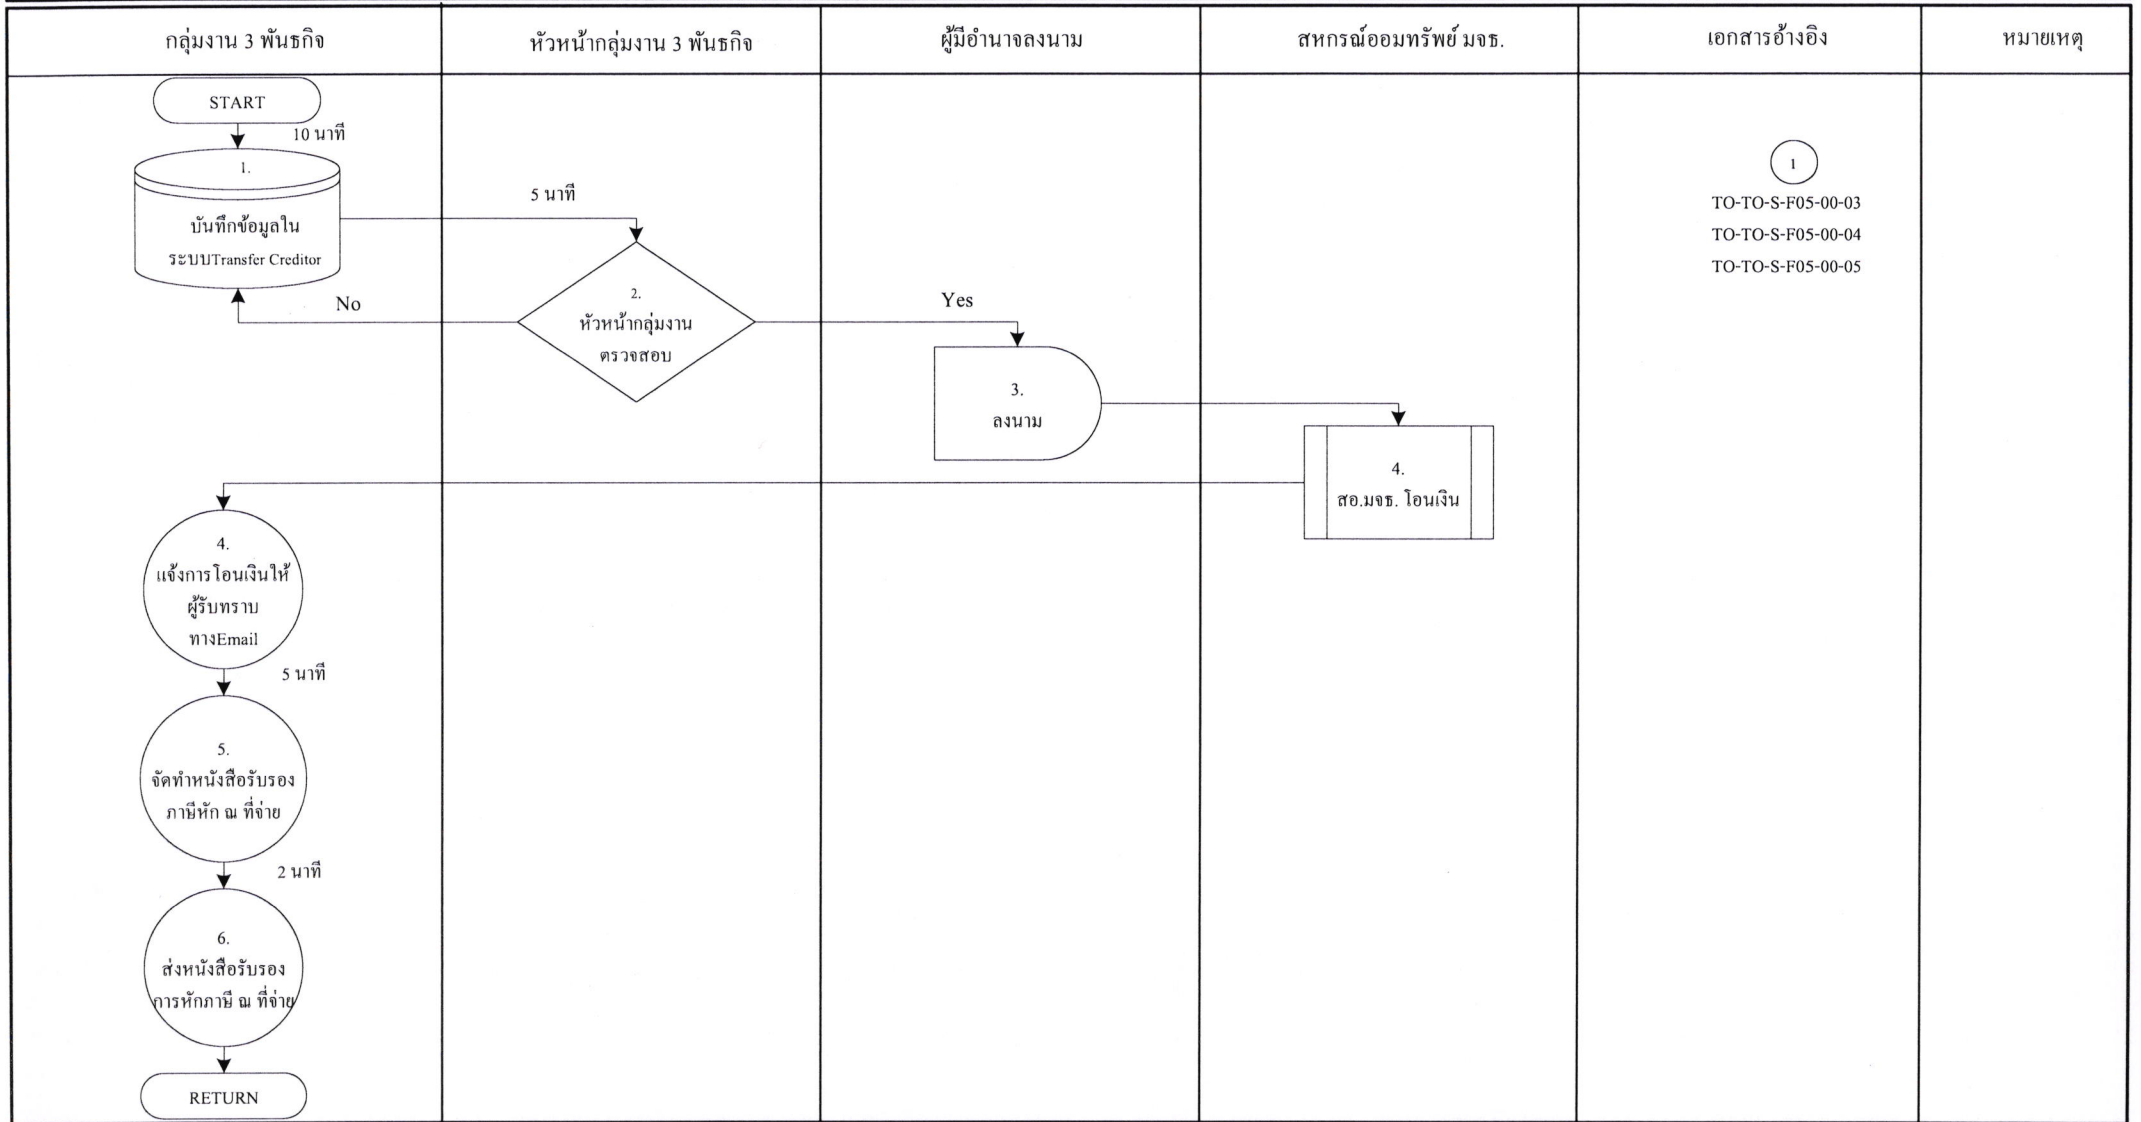 กลุ่มงาน 3 พันธกิจ
หัวหน้ากลุ่มงาน 3 พันธกิจ
ผู้มีอำนาจลงนาม
สหกรณ์ออมทรัพย์ มจธ.
เอกสารอ้างอิง
หมายเหตุ
START
10 นาที
1.
บันทึกข้อมูลใน
ระบบTransfer Creditor
5 นาที
No
2.
หัวหน้ากลุ่มงาน
ตรวจสอบ
Yes
3.
ลงนาม
4.
สอ.มจธ. โอนเงิน
1
TO-TO-S-F05-00-03
TO-TO-S-F05-00-04
TO-TO-S-F05-00-05
4.
แจ้งการโอนเงินให้
ผู้รับทราบ
ทางEmail
5 นาที
5.
จัดทำหนังสือรับรอง
ภาษีหัก ณ ที่จ่าย
2 นาที
6.
ส่งหนังสือรับรอง
การหักภาษี ณ ที่จ่าย
RETURN